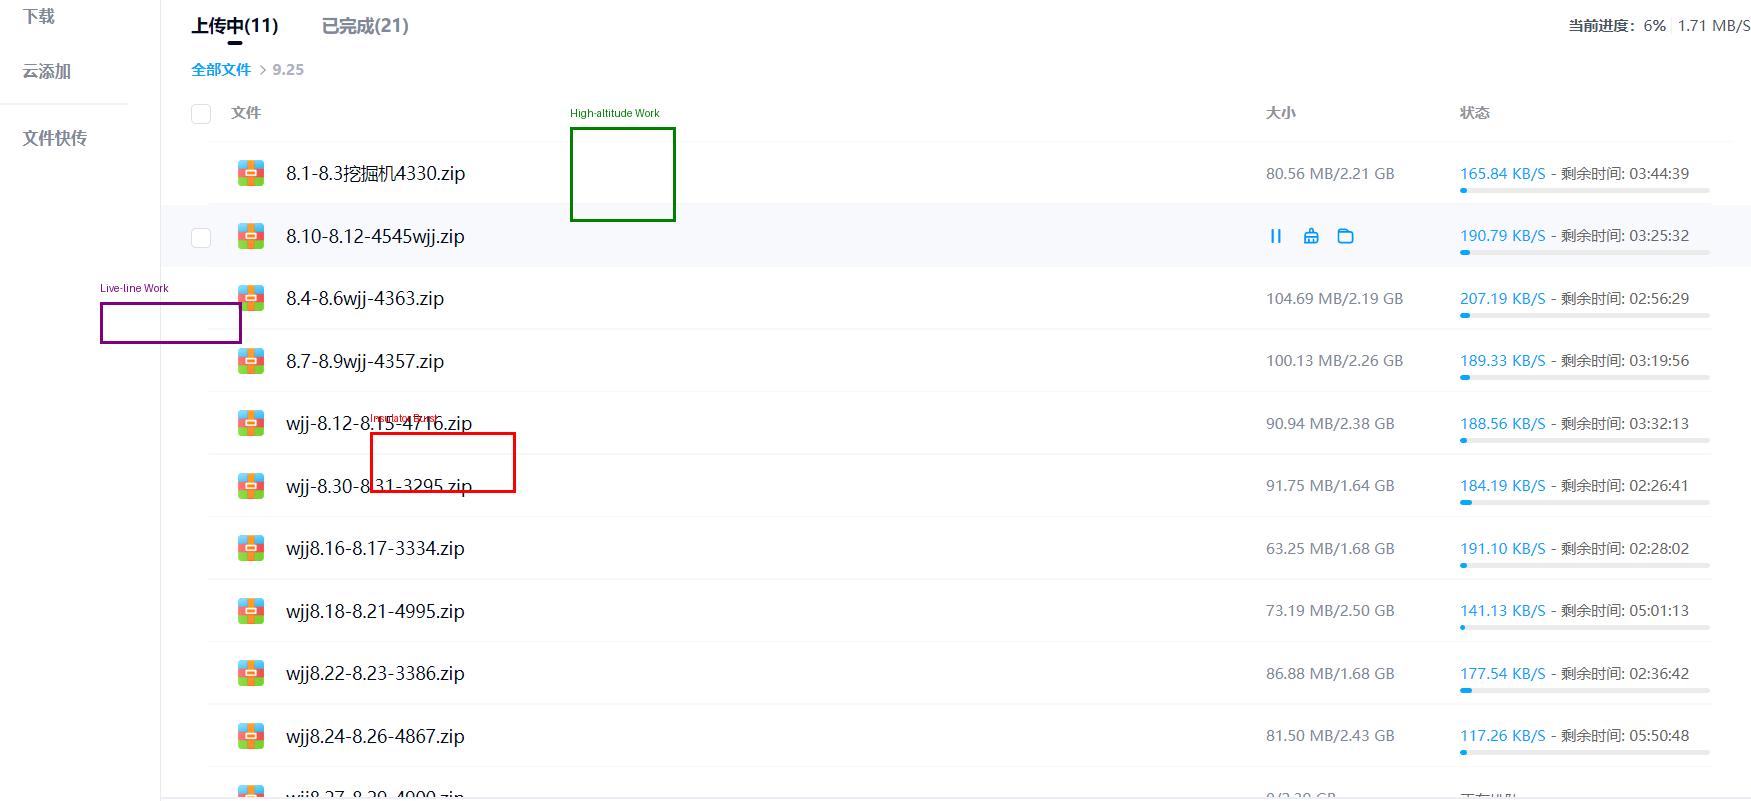 下载
云添加
文件快传
上传中(11) 已完成(21)
当前进度: 6% 1.71 MB/S
全部文件 > 9.25
文件 大小 状态
High-altitude Work
8.1-8.3挖掘机4330.zip 80.56 MB/2.21 GB 165.84 KB/S - 剩余时间: 03:44:39
8.10-8.12-4545wjj.zip 190.79 KB/S - 剩余时间: 03:25:32
Live-line Work
8.4-8.6wjj-4363.zip 104.69 MB/2.19 GB 207.19 KB/S - 剩余时间: 02:56:29
8.7-8.9wjj-4357.zip 100.13 MB/2.26 GB 189.33 KB/S - 剩余时间: 03:19:56
Insulator Burst
wjj-8.12-8.15-4716.zip 90.94 MB/2.38 GB 188.56 KB/S - 剩余时间: 03:32:13
wjj-8.30-8.31-3295.zip 91.75 MB/1.64 GB 184.19 KB/S - 剩余时间: 02:26:41
wjj8.16-8.17-3334.zip 63.25 MB/1.68 GB 191.10 KB/S - 剩余时间: 02:28:02
wjj8.18-8.21-4995.zip 73.19 MB/2.50 GB 141.13 KB/S - 剩余时间: 05:01:13
wjj8.22-8.23-3386.zip 86.88 MB/1.68 GB 177.54 KB/S - 剩余时间: 02:36:42
wjj8.24-8.26-4867.zip 81.50 MB/2.43 GB 117.26 KB/S - 剩余时间: 05:50:48